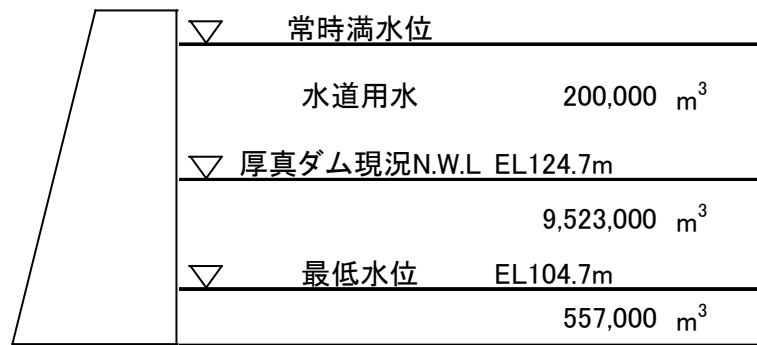 常時満水位
水道用水 200,000 m³
厚真ダム現況N.W.L EL124.7m
9,523,000 m³
最低水位 EL104.7m
557,000 m³